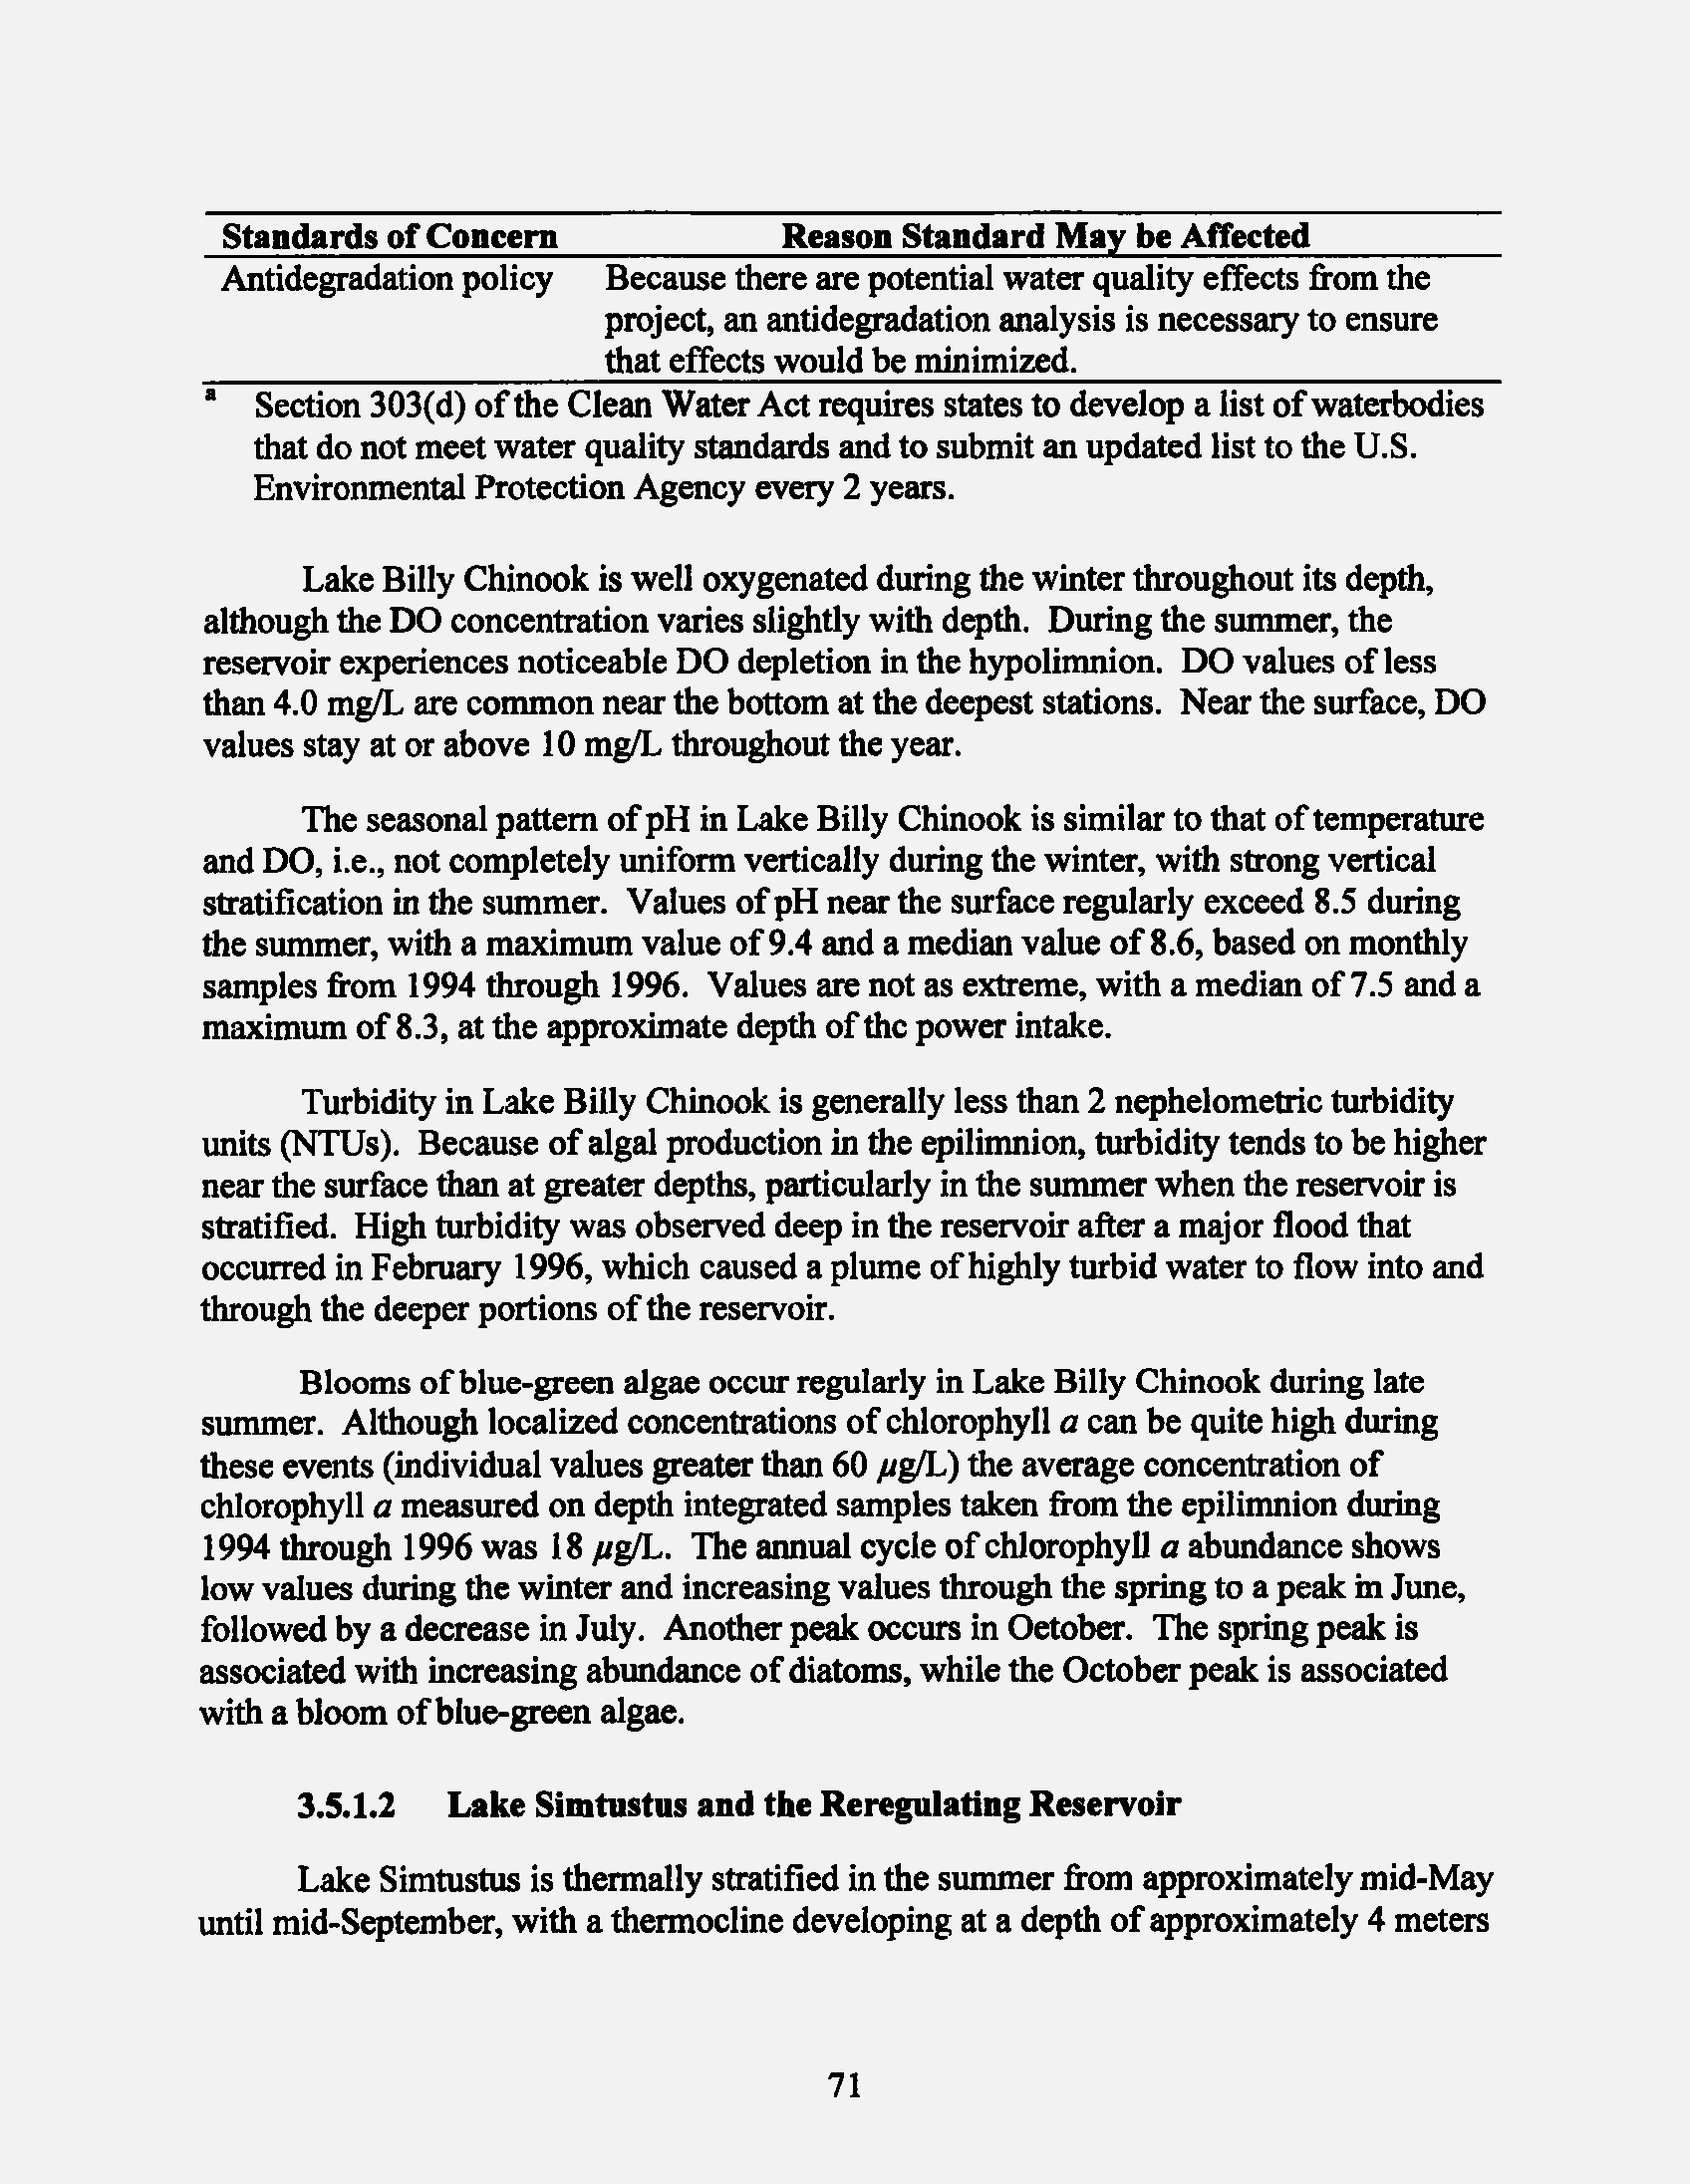 Standards of Concern Reason Standard May be Affected
Antidegradation policy Because there are potential water quality effects from the
project, an antidegradation analysis is necessary to ensure
that effects would be minimized.
a Section 303(d) of the Clean Water Act requires states to develop a list of waterbodies
that do not meet water quality standards and to submit an updated list to the U.S.
Environmental Protection Agency every 2 years.
Lake Billy Chinook is well oxygenated during the winter throughout its depth,
although the DO concentration varies slightly with depth. During the summer, the
reservoir experiences noticeable DO depletion in the hypolimnion. DO values of less
than 4.0 mg/L are common near the bottom at the deepest stations. Near the surface, DO
values stay at or above 10 mg/L throughout the year.
The seasonal pattern of pH in Lake Billy Chinook is similar to that of temperature
and DO, i.e., not completely uniform vertically during the winter, with strong vertical
stratification in the summer. Values of pH near the surface regularly exceed 8.5 during
the summer, with a maximum value of 9.4 and a median value of 8.6, based on monthly
samples from 1994 through 1996. Values are not as extreme, with a median of 7.5 and a
maximum of 8.3, at the approximate depth of the power intake.
Turbidity in Lake Billy Chinook is generally less than 2 nephelometric turbidity
units (NTUs). Because of algal production in the epilimnion, turbidity tends to be higher
near the surface than at greater depths, particularly in the summer when the reservoir is
stratified. High turbidity was observed deep in the reservoir after a major flood that
occurred in February 1996, which caused a plume of highly turbid water to flow into and
through the deeper portions of the reservoir.
Blooms of blue-green algae occur regularly in Lake Billy Chinook during late
summer. Although localized concentrations of chlorophyll a can be quite high during
these events (individual values greater than 60 µg/L) the average concentration of
chlorophyll a measured on depth integrated samples taken from the epilimnion during
1994 through 1996 was 18 µg/L. The annual cycle of chlorophyll a abundance shows
low values during the winter and increasing values through the spring to a peak in June,
followed by a decrease in July. Another peak occurs in October. The spring peak is
associated with increasing abundance of diatoms, while the October peak is associated
with a bloom of blue-green algae.
3.5.1.2 Lake Simtustus and the Reregulating Reservoir
Lake Simtustus is thermally stratified in the summer from approximately mid-May
until mid-September, with a thermocline developing at a depth of approximately 4 meters
71